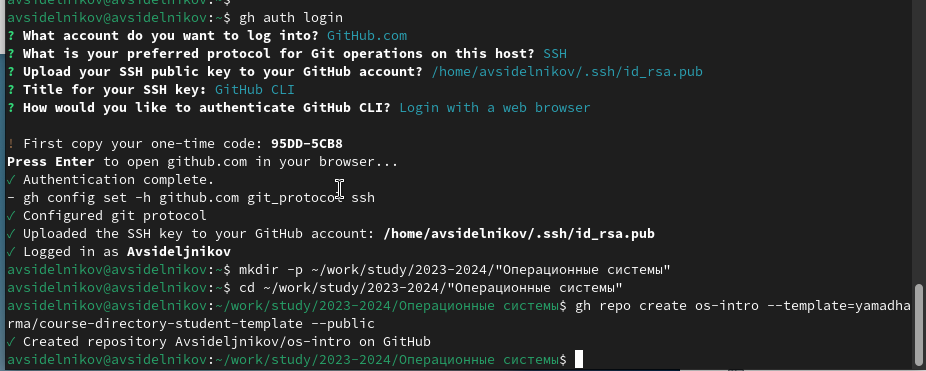 avsidelnikov@avsidelnikov:~$
avsidelnikov@avsidelnikov:~$ gh auth login
? What account do you want to log into? GitHub.com
? What is your preferred protocol for Git operations on this host? SSH
? Upload your SSH public key to your GitHub account? /home/avsidelnikov/.ssh/id_rsa.pub
? Title for your SSH key: GitHub CLI
? How would you like to authenticate GitHub CLI? Login with a web browser
! First copy your one-time code: 95DD-5CB8
Press Enter to open github.com in your browser...
✓ Authentication complete.
- gh config set -h github.com git_protocol ssh
✓ Configured git protocol
✓ Uploaded the SSH key to your GitHub account: /home/avsidelnikov/.ssh/id_rsa.pub
✓ Logged in as Avsideljnikov
avsidelnikov@avsidelnikov:~$ mkdir -p ~/work/study/2023-2024/"Операционные системы"
avsidelnikov@avsidelnikov:~$ cd ~/work/study/2023-2024/"Операционные системы"
avsidelnikov@avsidelnikov:~/work/study/2023-2024/Операционные системы$ gh repo create os-intro --template=yamadha
rma/course-directory-student-template --public
✓ Created repository Avsideljnikov/os-intro on GitHub
avsidelnikov@avsidelnikov:~/work/study/2023-2024/Операционные системы$